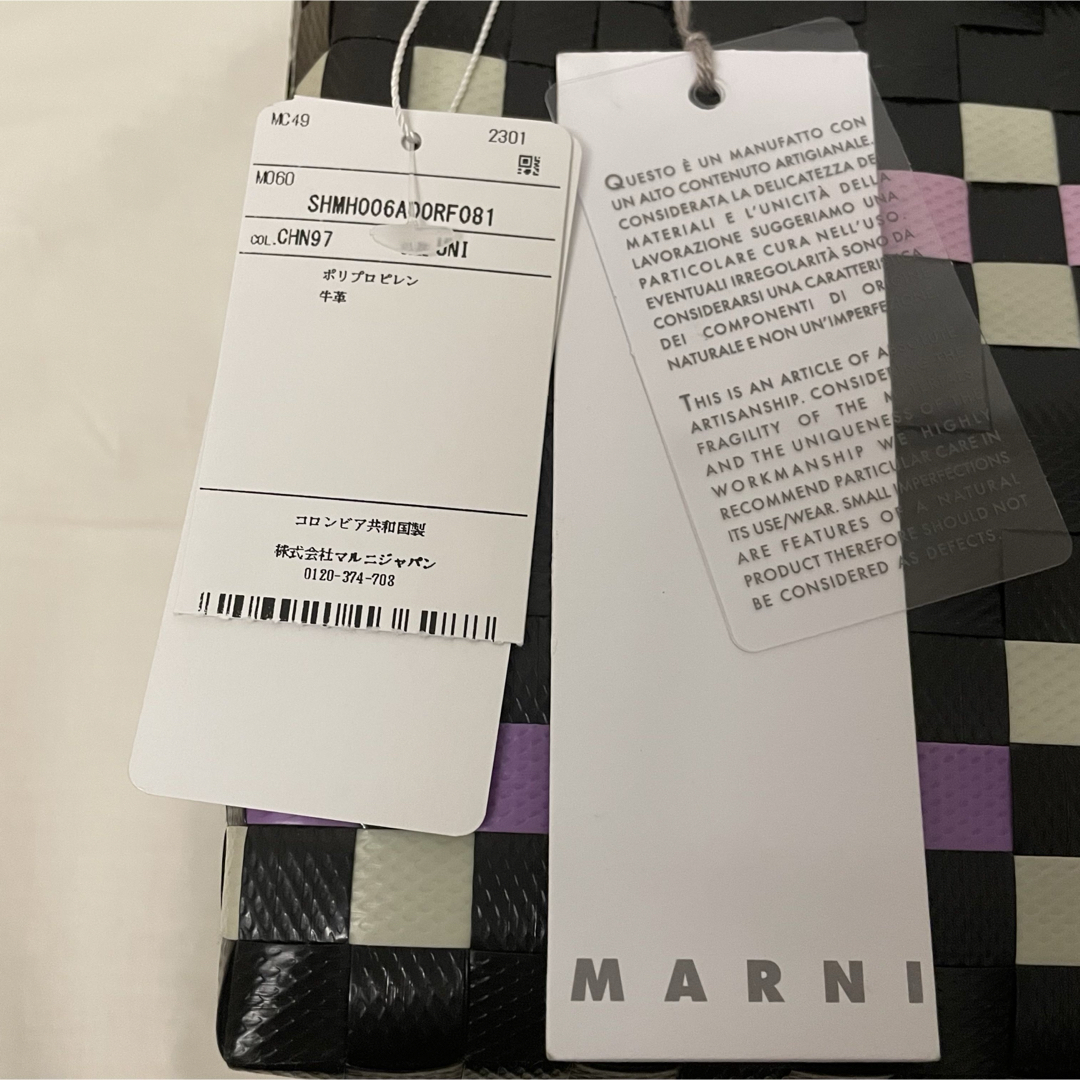 MC49
2301
M060
SHMH006A00RF081
COL.CHN97
UNI
ポリプロピレン
牛革
コロンビア共和国製
株式会社マルニジャパン
0120-374-703
QUESTO È UN MANUFATTO CON
UN ALTO CONTENUTO ARTIGIANALE.
CONSIDERATA LA DELICATEZZA DEI
MATERIALI E L'UNICITÀ DELLA
LAVORAZIONE SUGGERIAMO UNA
PARTICOLARE CURA NELL'USO.
EVENTUALI IRREGOLARITÀ SONO DA
CONSIDERARSI UNA CARATTERISTICA
DEI COMPONENTI DI
NATURALE E NON UN'IMPERFEZIONE.
THIS IS AN ARTICLE OF
ARTISANSHIP. CONSIDERING THE
FRAGILITY OF THE MATERIALS
AND THE UNIQUENESS OF THE
WORKMANSHIP WE HIGHLY
RECOMMEND PARTICULAR CARE IN
ITS USE/WEAR. SMALL IMPERFECTIONS
ARE FEATURES OF A NATURAL
PRODUCT THEREFORE SHOULD NOT
BE CONSIDERED AS DEFECTS.
MARNI